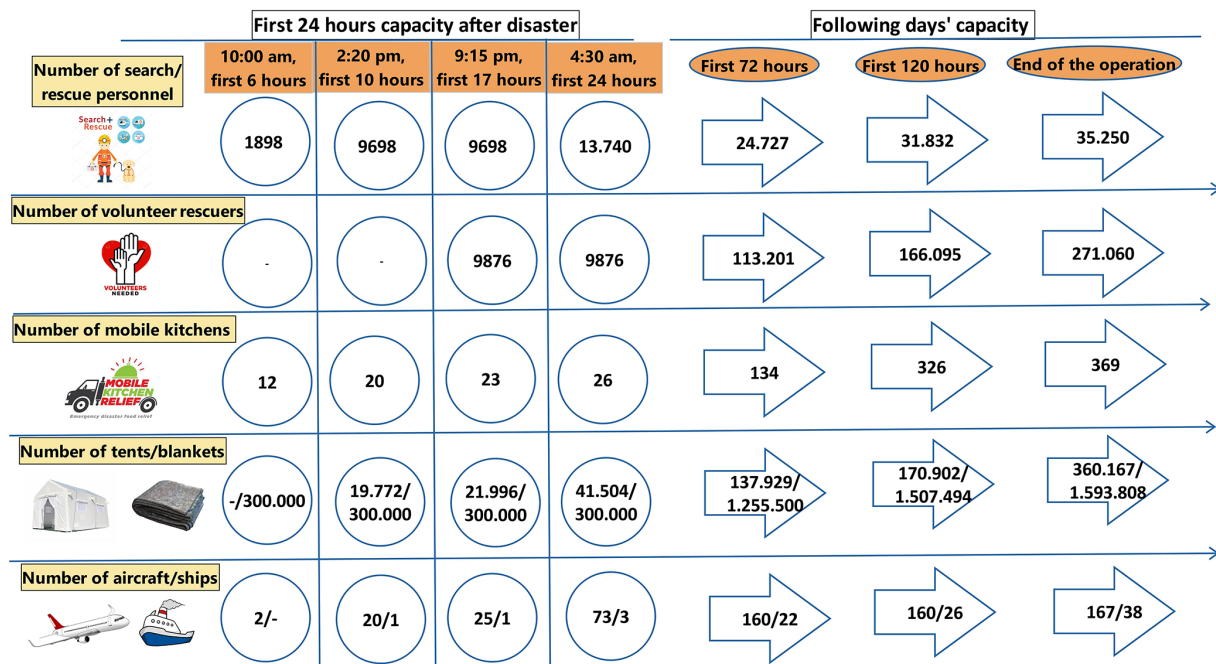 First 24 hours capacity after disaster
Following days' capacity
10:00 am,
first 6 hours
2:20 pm,
first 10 hours
9:15 pm,
first 17 hours
4:30 am,
first 24 hours
First 72 hours
First 120 hours
End of the operation
Number of search/
rescue personnel
Search+
Rescue
1898
9698
9698
13.740
24.727
31.832
35.250
Number of volunteer rescuers
VOLUNTEERS
NEEDED
-
-
9876
9876
113.201
166.095
271.060
Number of mobile kitchens
MOBILE
KITCHEN
RELIEF
Emergency disaster food relief
12
20
23
26
134
326
369
Number of tents/blankets
-/300.000
19.772/
300.000
21.996/
300.000
41.504/
300.000
137.929/
1.255.500
170.902/
1.507.494
360.167/
1.593.808
Number of aircraft/ships
2/-
20/1
25/1
73/3
160/22
160/26
167/38